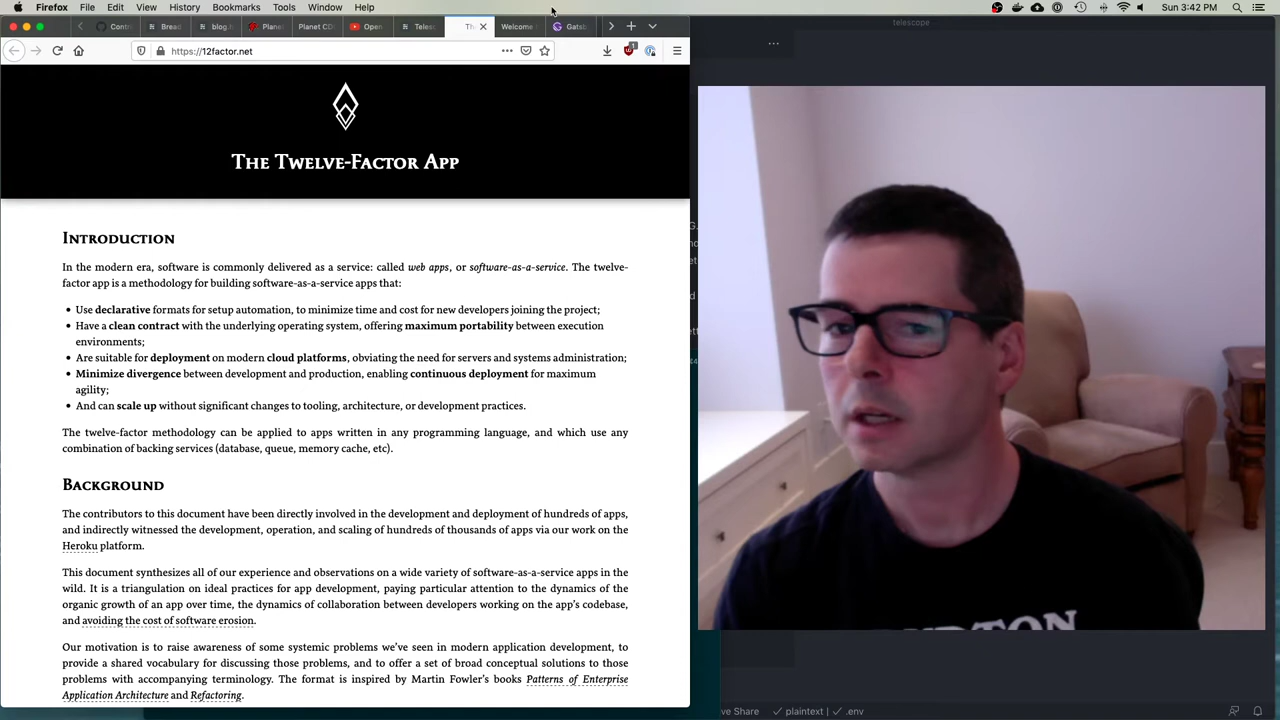 Firefox File Edit View History Bookmarks Tools Window Help
Sun 3:42 PM
Contri
Bread
blog.h
Planet
Planet CD
Open
Teles
Th
Welcome
Gatsb
telescope
https://12factor.net
1
The Twelve-Factor App
Introduction
In the modern era, software is commonly delivered as a service: called web apps, or software-as-a-service. The twelve-
factor app is a methodology for building software-as-a-service apps that:
• Use declarative formats for setup automation, to minimize time and cost for new developers joining the project;
• Have a clean contract with the underlying operating system, offering maximum portability between execution
environments;
• Are suitable for deployment on modern cloud platforms, obviating the need for servers and systems administration;
• Minimize divergence between development and production, enabling continuous deployment for maximum
agility;
• And can scale up without significant changes to tooling, architecture, or development practices.
The twelve-factor methodology can be applied to apps written in any programming language, and which use any
combination of backing services (database, queue, memory cache, etc).
Background
The contributors to this document have been directly involved in the development and deployment of hundreds of apps,
and indirectly witnessed the development, operation, and scaling of hundreds of thousands of apps via our work on the
Heroku platform.
This document synthesizes all of our experience and observations on a wide variety of software-as-a-service apps in the
wild. It is a triangulation on ideal practices for app development, paying particular attention to the dynamics of the
organic growth of an app over time, the dynamics of collaboration between developers working on the app's codebase,
and avoiding the cost of software erosion.
Our motivation is to raise awareness of some systemic problems we've seen in modern application development, to
provide a shared vocabulary for discussing those problems, and to offer a set of broad conceptual solutions to those
problems with accompanying terminology. The format is inspired by Martin Fowler's books Patterns of Enterprise
Application Architecture and Refactoring.
ve Share ✓ plaintext ✓ .env